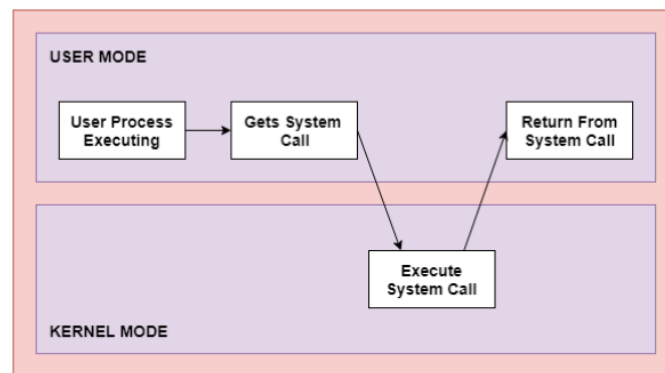 USER MODE
User Process
Executing
Gets System
Call
Return From
System Call
Execute
System Call
KERNEL MODE